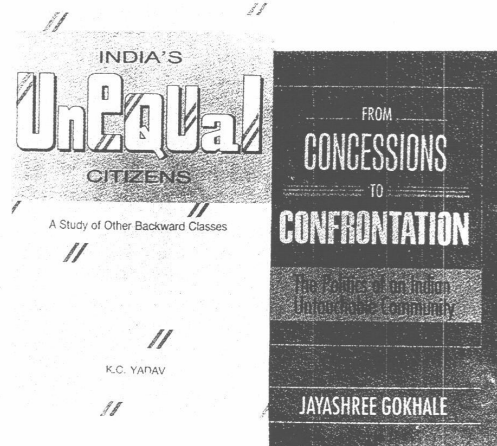 INDIA'S
UnEQUal
CITIZENS
A Study of Other Backward Classes
K.C. YADAV
FROM
CONCESSIONS
TO
CONFRONTATION
The Politics of an Indian
Untouchable Community
JAYASHREE GOKHALE